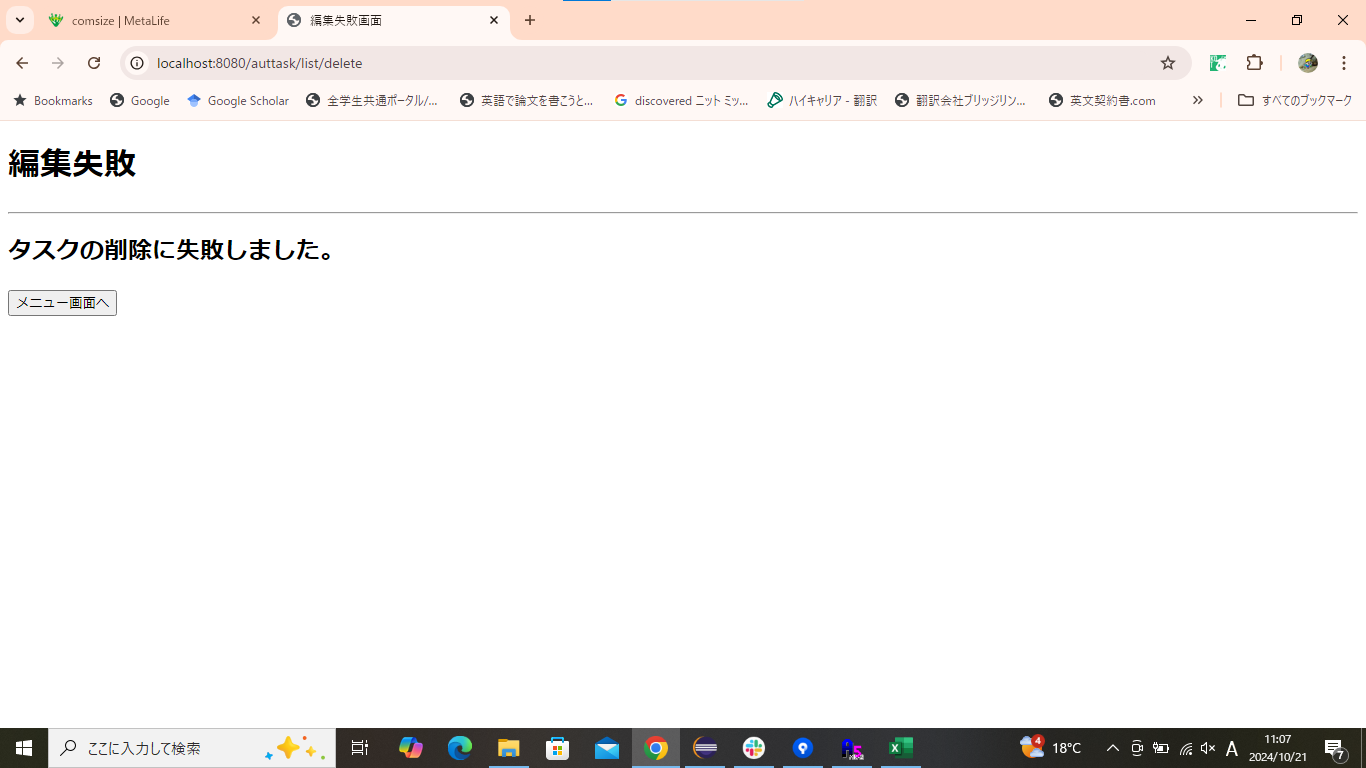 comsize | MetaLife
編集失敗画面
localhost:8080/auttask/list/delete
Bookmarks
Google
Google Scholar
全学生共通ポータル/...
英語で論文を書こうと...
discovered ニット ミッ...
ハイキャリア - 翻訳
翻訳会社ブリッジリン...
英文契約書.com
すべてのブックマーク
編集失敗
タスクの削除に失敗しました。
メニュー画面へ
ここに入力して検索
4
18°C
A
11:07
2024/10/21
7